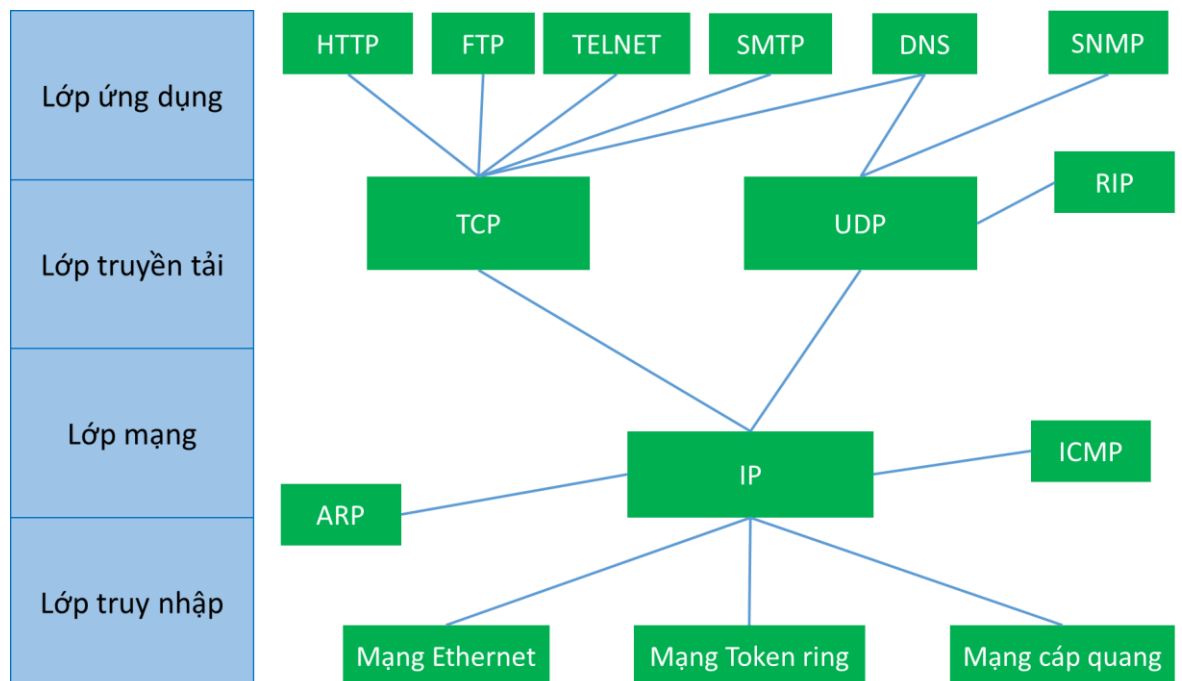 HTTP
FTP
TELNET
SMTP
DNS
SNMP
Lớp ứng dụng
RIP
TCP
UDP
Lớp truyền tải
Lớp mạng
ICMP
IP
ARP
Lớp truy nhập
Mạng Ethernet
Mạng Token ring
Mạng cáp quang